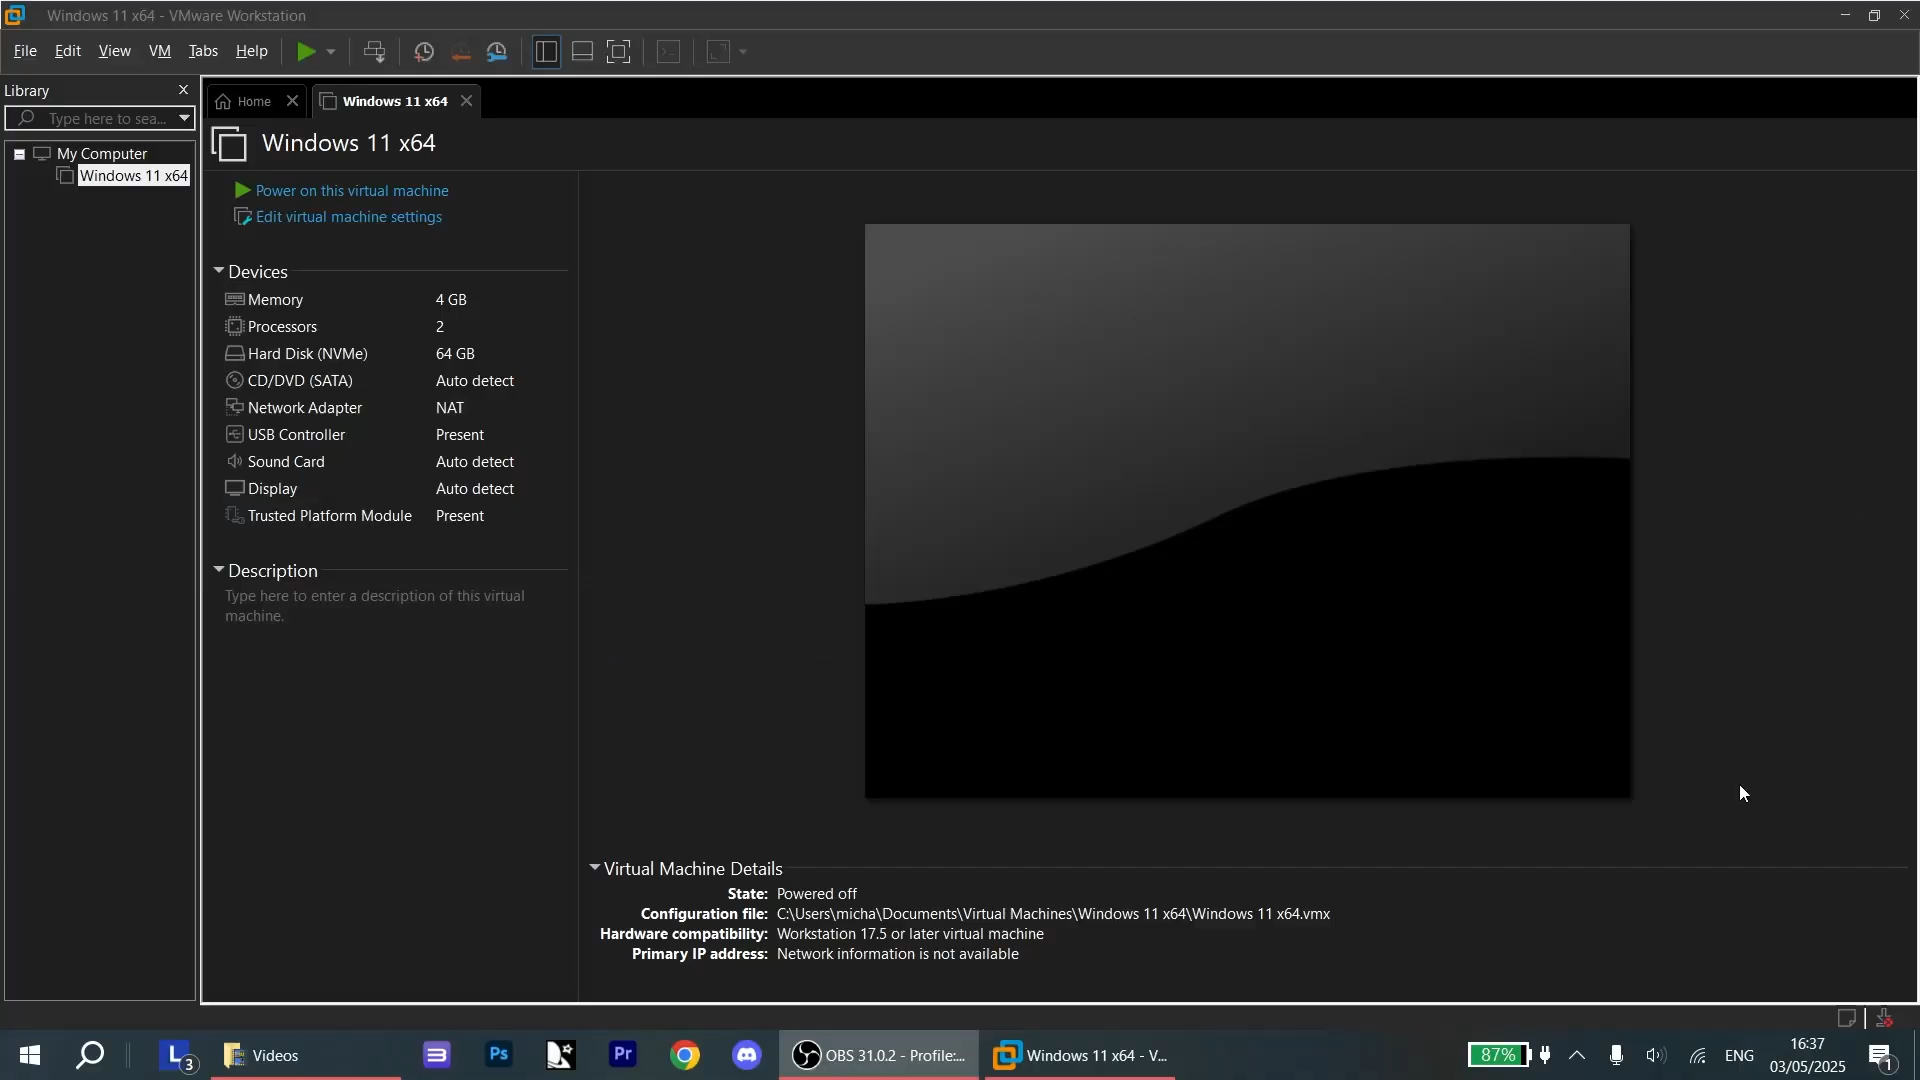 Windows 11 x64 - VMware Workstation
File Edit View VM Tabs Help
Library
Type here to sea...
My Computer
Windows 11 x64
Home
Windows 11 x64
Windows 11 x64
Power on this virtual machine
Edit virtual machine settings
Devices
Memory 4 GB
Processors 2
Hard Disk (NVMe) 64 GB
CD/DVD (SATA) Auto detect
Network Adapter NAT
USB Controller Present
Sound Card Auto detect
Display Auto detect
Trusted Platform Module Present
Description
Type here to enter a description of this virtual
machine.
Virtual Machine Details
State: Powered off
Configuration file: C:\Users\micha\Documents\Virtual Machines\Windows 11 x64\Windows 11 x64.vmx
Hardware compatibility: Workstation 17.5 or later virtual machine
Primary IP address: Network information is not available
L 3 Videos Ps Pr OBS 31.0.2 - Profile:... Windows 11 x64 - V... 87% ENG 16:37
03/05/2025 1